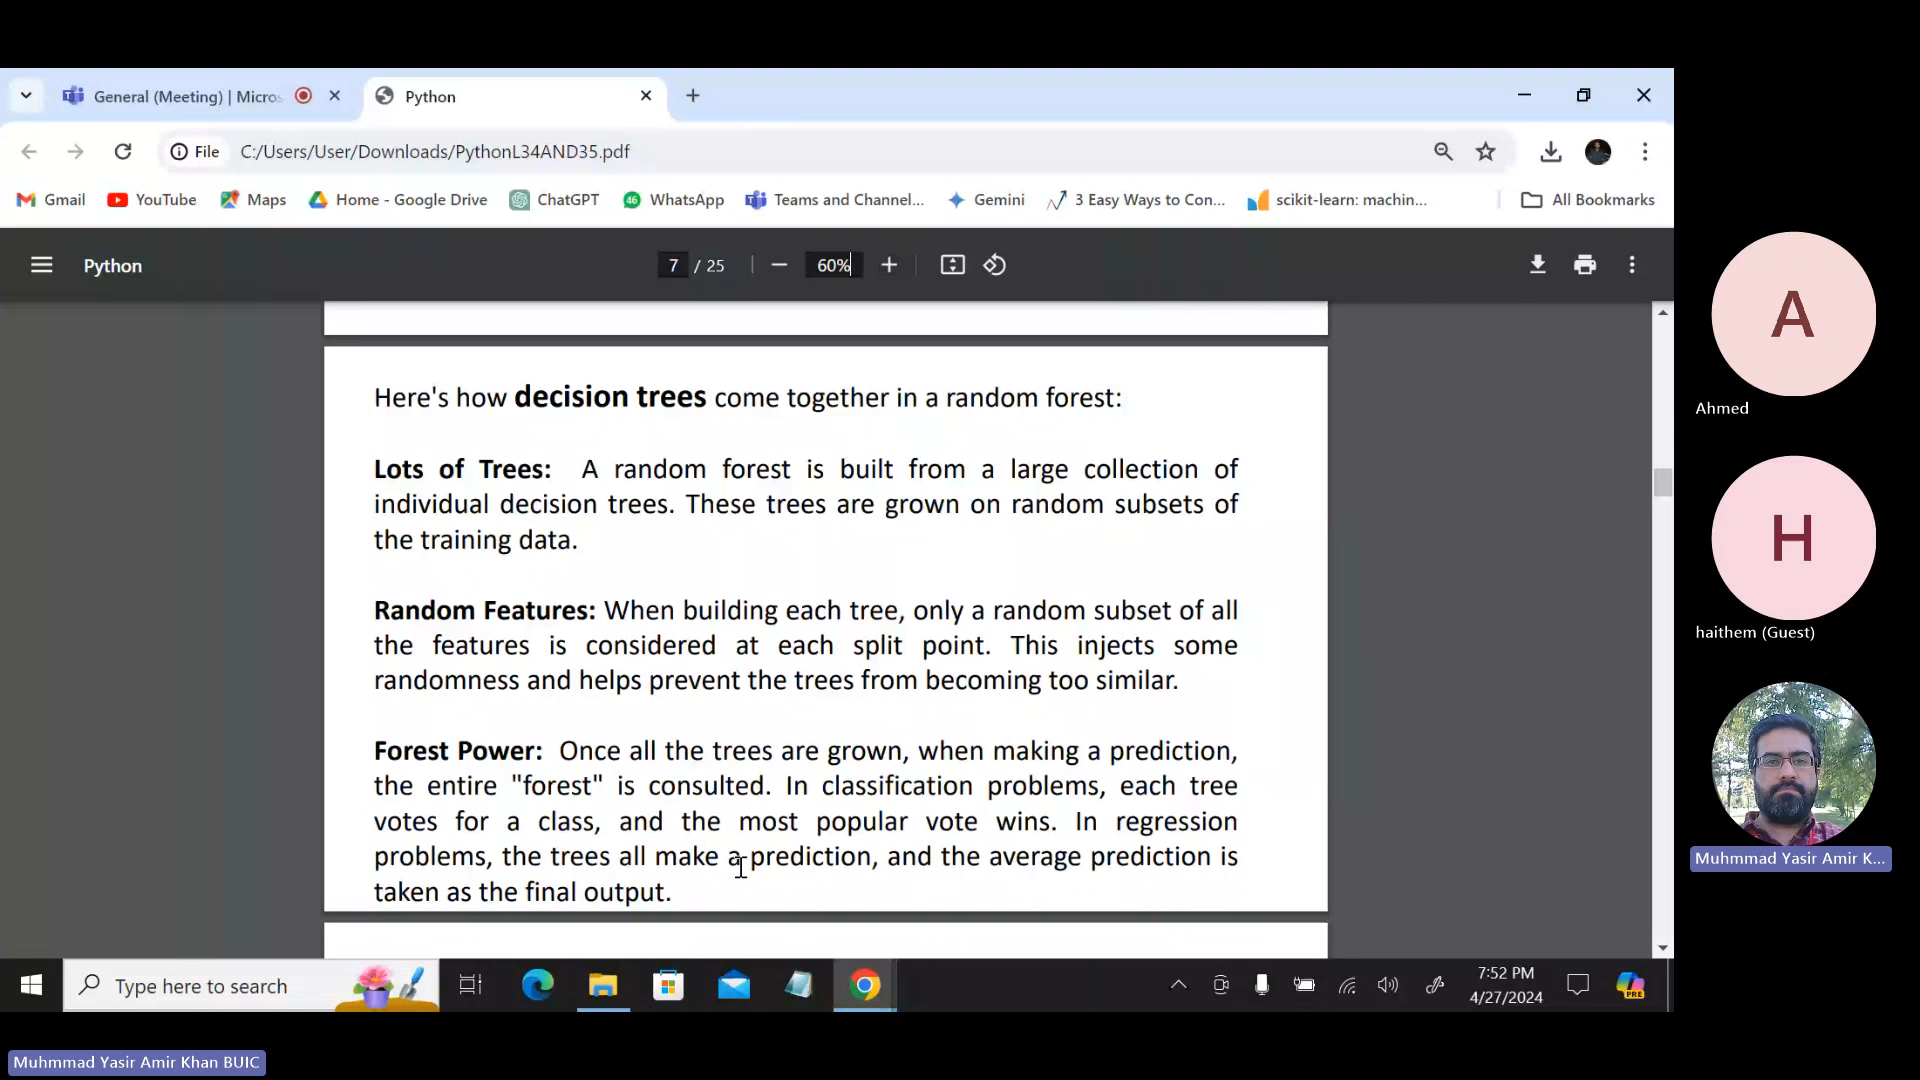 General (Meeting) | Micros
Python
File
C:/Users/User/Downloads/PythonL34AND35.pdf
Gmail
YouTube
Maps
Home - Google Drive
ChatGPT
46
WhatsApp
Teams and Channel...
Gemini
3 Easy Ways to Con...
scikit-learn: machin...
All Bookmarks
Python
7 / 25
60%
Here's how decision trees come together in a random forest:
Lots of Trees: A random forest is built from a large collection of
individual decision trees. These trees are grown on random subsets of
the training data.
Random Features: When building each tree, only a random subset of all
the features is considered at each split point. This injects some
randomness and helps prevent the trees from becoming too similar.
Forest Power: Once all the trees are grown, when making a prediction,
the entire "forest" is consulted. In classification problems, each tree
votes for a class, and the most popular vote wins. In regression
problems, the trees all make a prediction, and the average prediction is
taken as the final output.
A
Ahmed
H
haithem (Guest)
Muhmmad Yasir Amir K...
Type here to search
7:52 PM
4/27/2024
PRE
Muhmmad Yasir Amir Khan BUIC